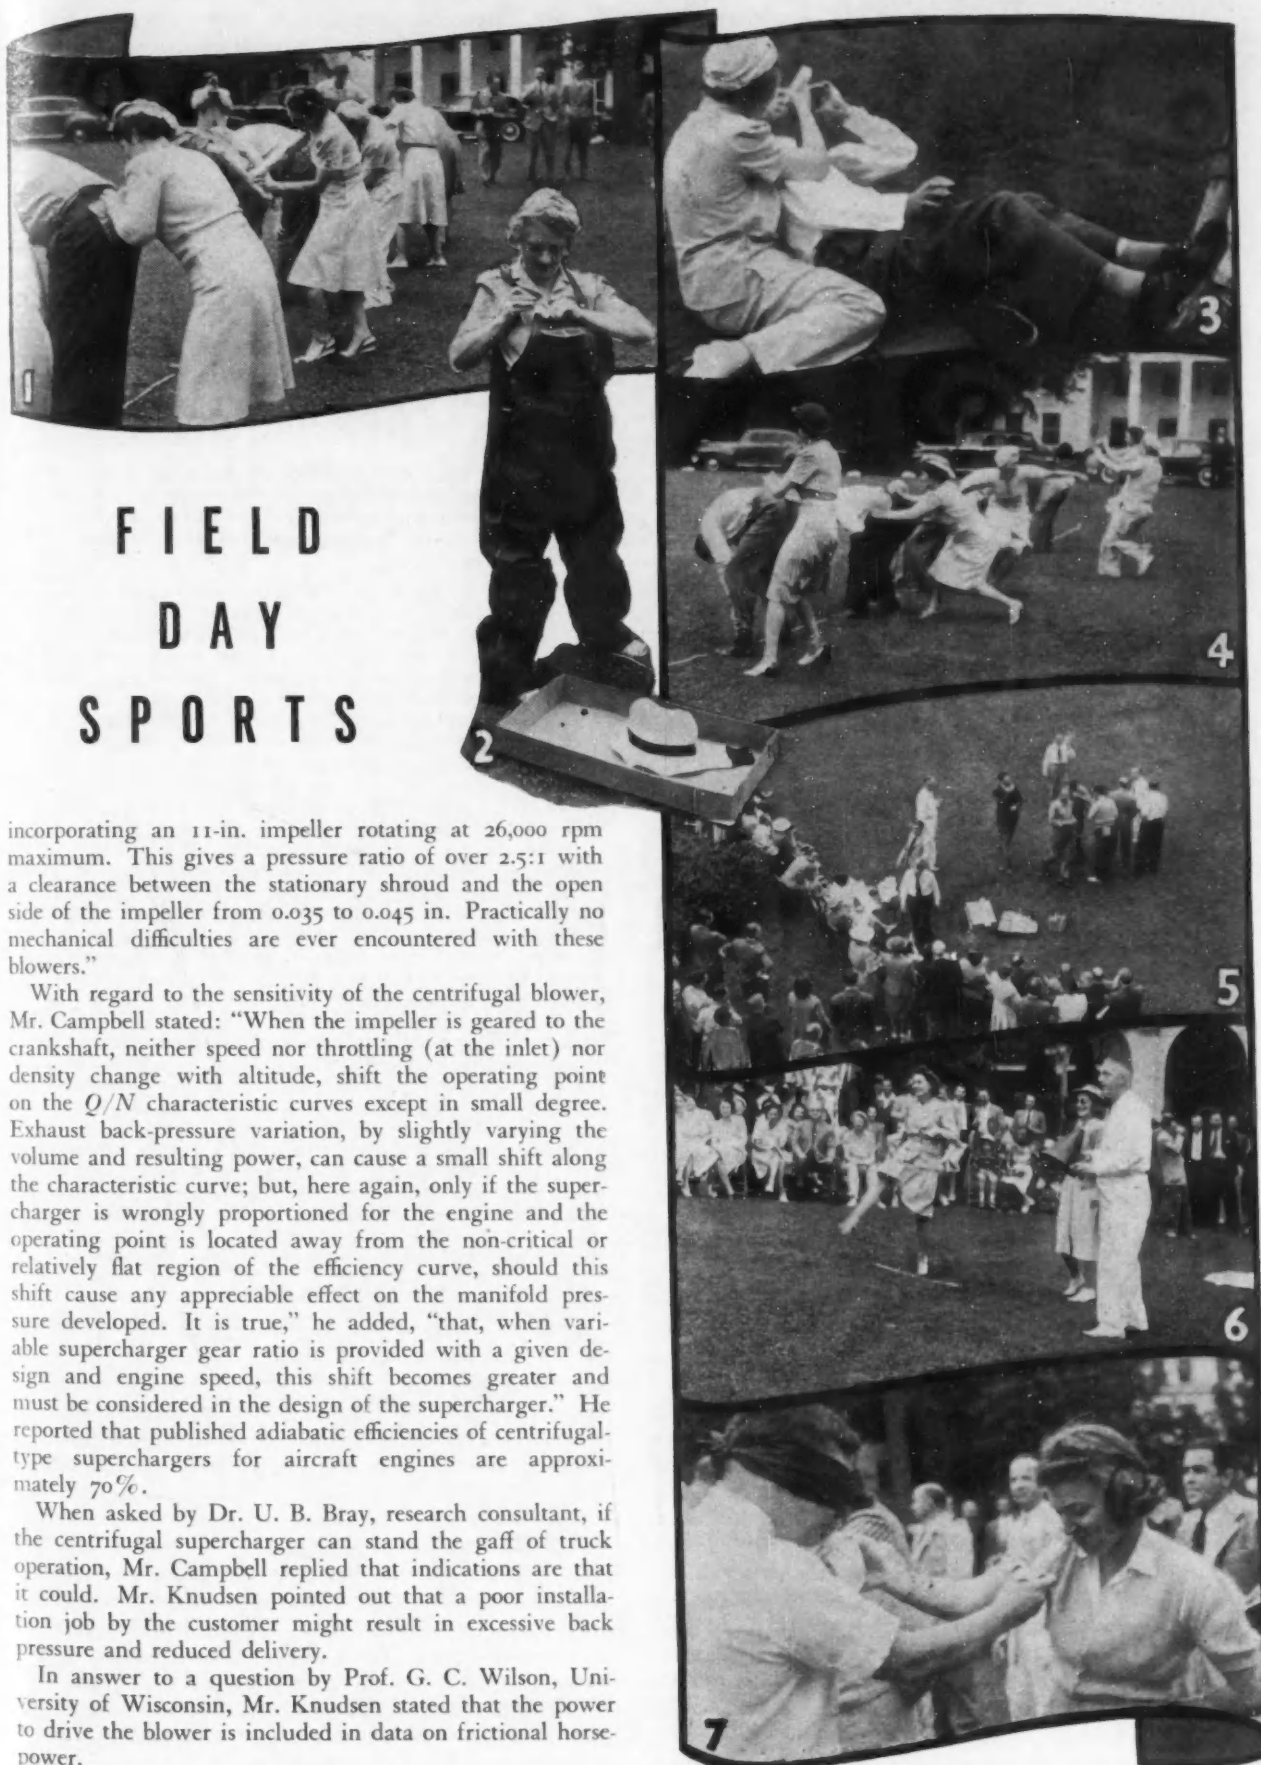 1
3
FIELD
DAY
SPORTS
4
2
5
6
7
incorporating an 11-in. impeller rotating at 26,000 rpm
maximum. This gives a pressure ratio of over 2.5:1 with
a clearance between the stationary shroud and the open
side of the impeller from 0.035 to 0.045 in. Practically no
mechanical difficulties are ever encountered with these
blowers."
With regard to the sensitivity of the centrifugal blower,
Mr. Campbell stated: "When the impeller is geared to the
crankshaft, neither speed nor throttling (at the inlet) nor
density change with altitude, shift the operating point
on the Q/N characteristic curves except in small degree.
Exhaust back-pressure variation, by slightly varying the
volume and resulting power, can cause a small shift along
the characteristic curve; but, here again, only if the super-
charger is wrongly proportioned for the engine and the
operating point is located away from the non-critical or
relatively flat region of the efficiency curve, should this
shift cause any appreciable effect on the manifold pres-
sure developed. It is true," he added, "that, when vari-
able supercharger gear ratio is provided with a given de-
sign and engine speed, this shift becomes greater and
must be considered in the design of the supercharger." He
reported that published adiabatic efficiencies of centrifugal-
type superchargers for aircraft engines are approxi-
mately 70%.
When asked by Dr. U. B. Bray, research consultant, if
the centrifugal supercharger can stand the gaff of truck
operation, Mr. Campbell replied that indications are that
it could. Mr. Knudsen pointed out that a poor installa-
tion job by the customer might result in excessive back
pressure and reduced delivery.
In answer to a question by Prof. G. C. Wilson, Uni-
versity of Wisconsin, Mr. Knudsen stated that the power
to drive the blower is included in data on frictional horse-
power.